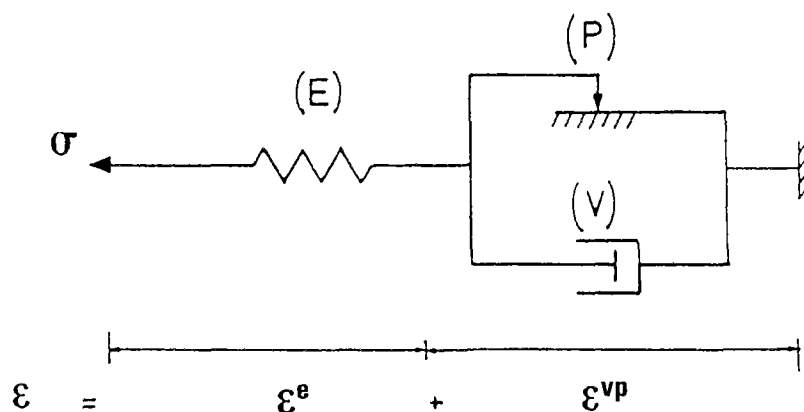 (P)
(E)
σ
(V)
ε = εᵉ + εᵛᵖ